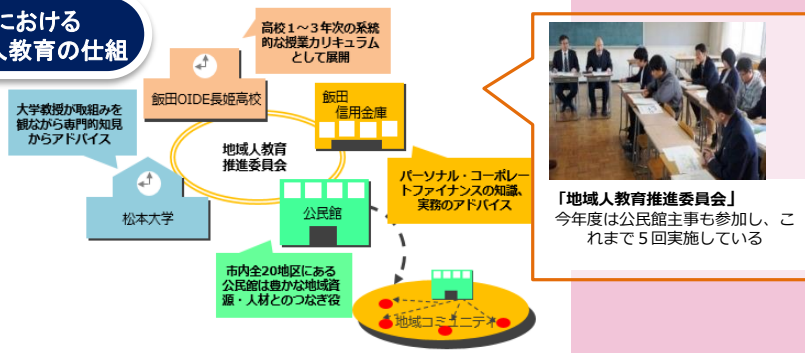 における
人教育の仕組
高校１～３年次の系統
的な授業カリキュラム
として展開
飯田OIDE長姫高校
飯田
信用金庫
大学教授が取組みを
観ながら専門的知見
からアドバイス
地域人教育
推進委員会
松本大学
公民館
パーソナル・コーポレー
トファイナンスの知識、
実務のアドバイス
市内全20地区にある
公民館は豊かな地域資
源・人材とのつなぎ役
地域コミュニティ
「地域人教育推進委員会」
今年度は公民館主事も参加し、こ
れまで５回実施している